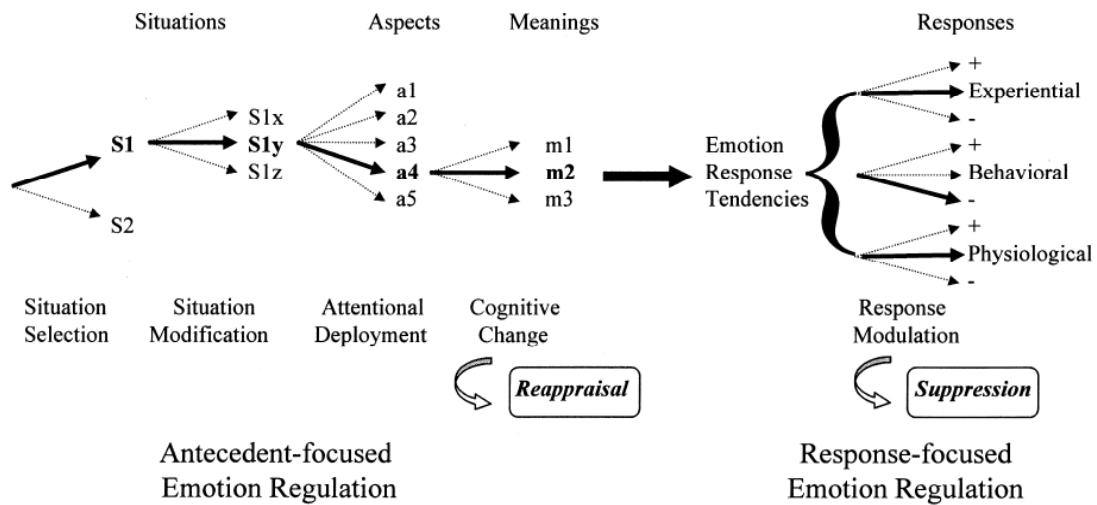 Situations Aspects Meanings Responses
+
a1 Experiential
S1x a2 -
S1 S1y a3 Emotion m1 +
S1z a4 m2 Response Behavioral
S2 a5 m3 Tendencies -
+
Physiological
-
Situation Situation Attentional Cognitive Response
Selection Modification Deployment Change Modulation
Reappraisal Suppression
Antecedent-focused Response-focused
Emotion Regulation Emotion Regulation